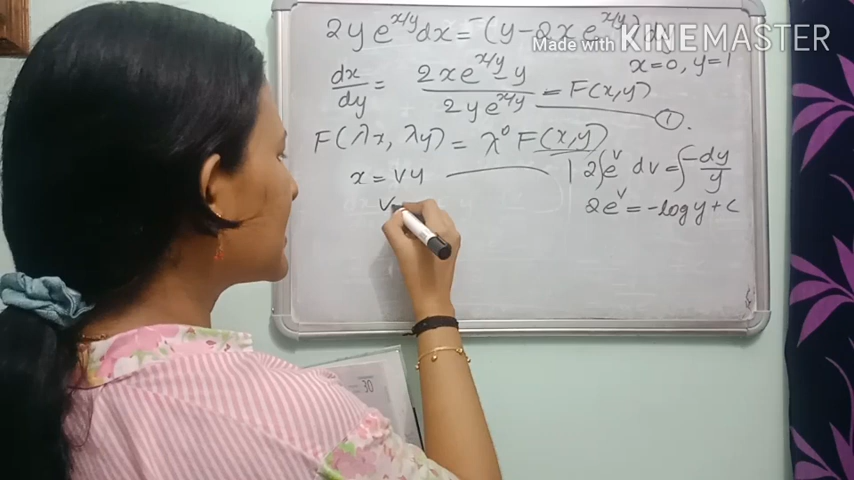 2y e^{x/y} dx = -(y - 2x e^{x/y}) d
Made with KINEMASTER
x=0, y=1
dx/dy = (2x e^{x/y} - y)/(2y e^{x/y}) = F(x,y) ①.
F(λx, λy) = λ⁰ F(x,y)
x = vy
v
2∫e^v dv = ∫-dy/y
2e^v = -log y + C
30